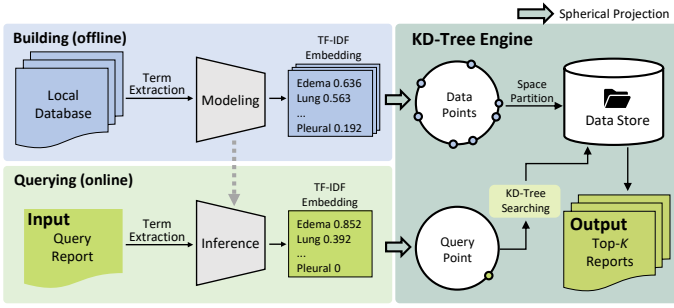 Spherical Projection
Building (offline)
Local
Database
Term
Extraction
Modeling
TF-IDF
Embedding
Edema 0.636
Lung 0.563
...
Pleural 0.192
KD-Tree Engine
Data
Points
Space
Partition
Data Store
Querying (online)
Input
Query
Report
Term
Extraction
Inference
TF-IDF
Embedding
Edema 0.852
Lung 0.392
...
Pleural 0
Query
Point
KD-Tree
Searching
Output
Top-K
Reports